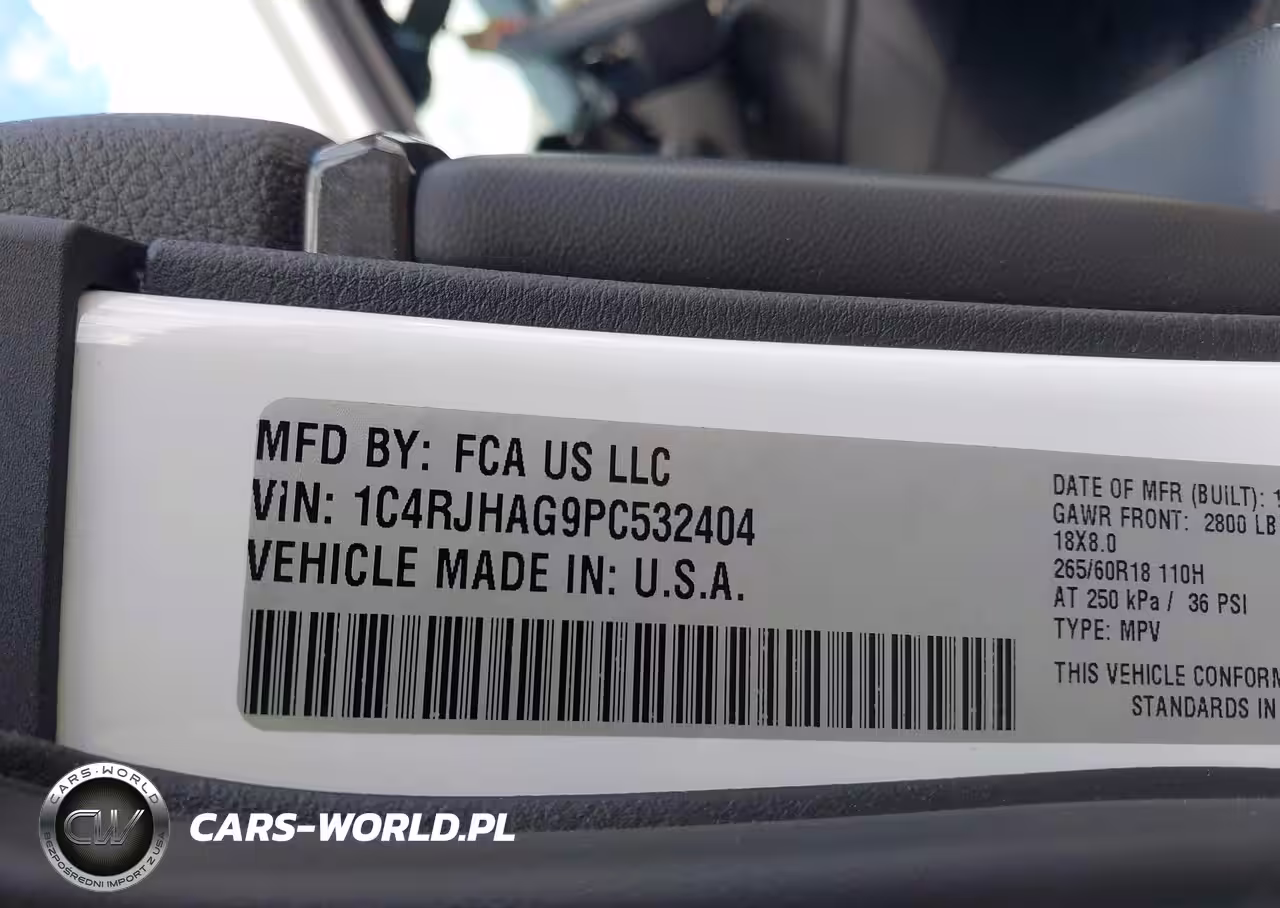 MFD BY: FCA US LLC
VIN: 1C4RJHAG9PC532404
VEHICLE MADE IN: U.S.A.
DATE OF MFR (BUILT): 1
GAWR FRONT: 2800 LB
18X8.0
265/60R18 110H
AT 250 kPa / 36 PSI
TYPE: MPV
THIS VEHICLE CONFORM
STANDARDS IN
CARS-WORLD
CW
BEZPOŚREDNI IMPORT Z USA
CARS-WORLD.PL